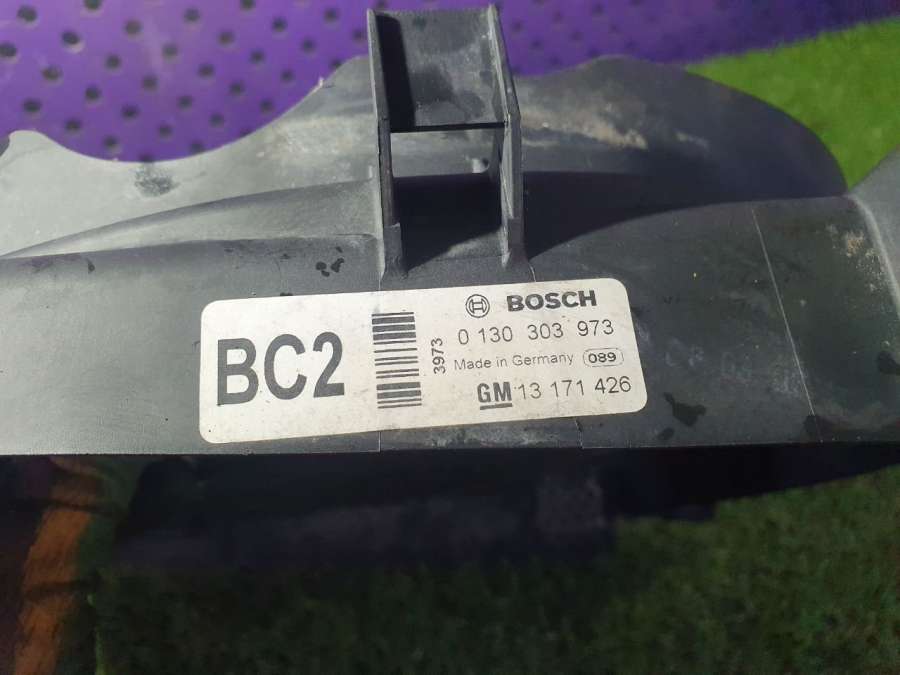 BC2
3973
BOSCH
0 130 303 973
Made in Germany 089
GM 13 171 426